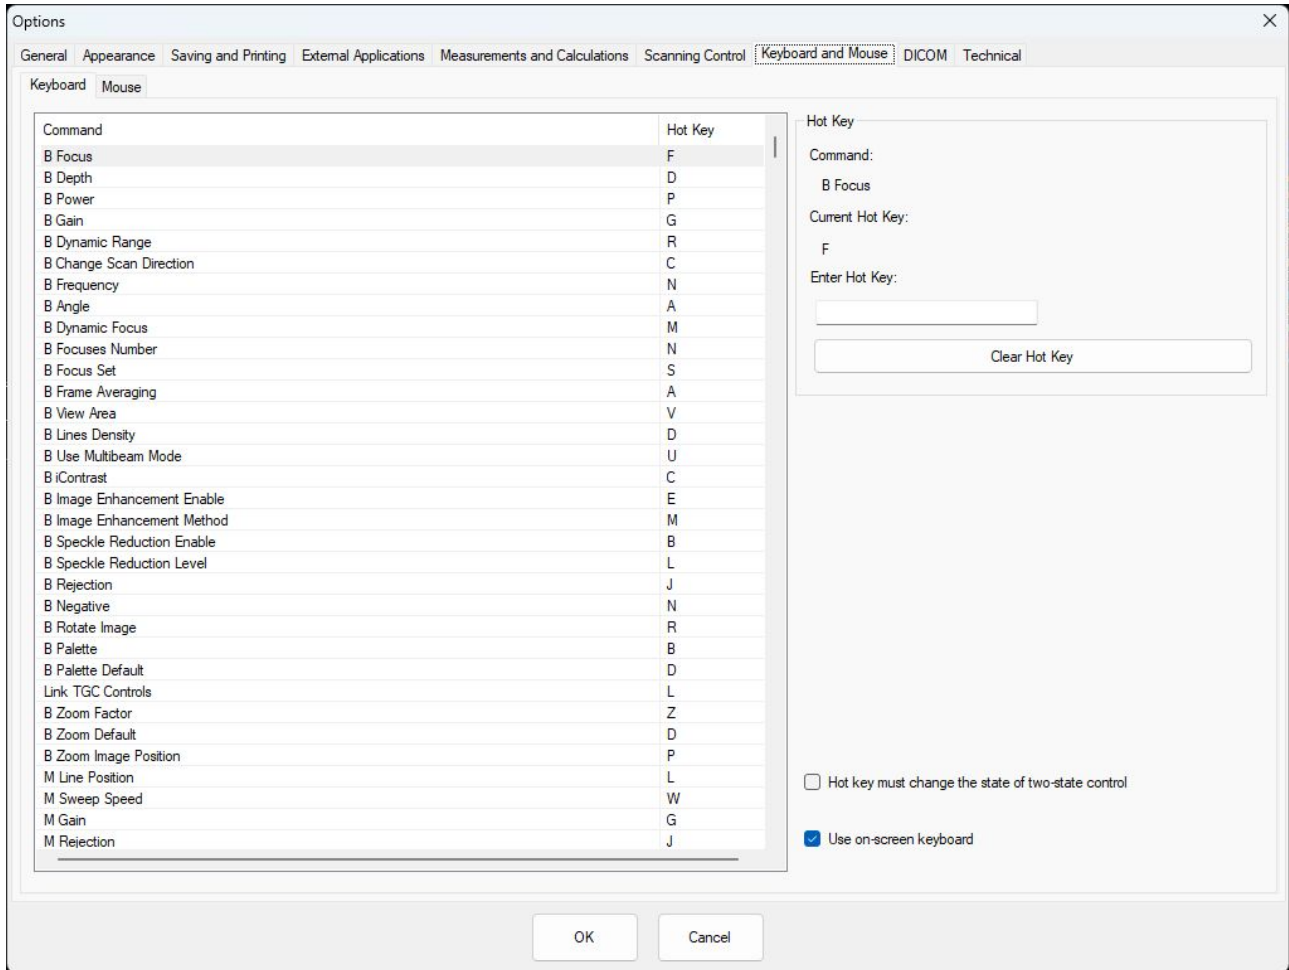 Options
General Appearance Saving and Printing External Applications Measurements and Calculations Scanning Control Keyboard and Mouse DICOM Technical
Keyboard Mouse
Command Hot Key
B Focus F
B Depth D
B Power P
B Gain G
B Dynamic Range R
B Change Scan Direction C
B Frequency N
B Angle A
B Dynamic Focus M
B Focuses Number N
B Focus Set S
B Frame Averaging A
B View Area V
B Lines Density D
B Use Multibeam Mode U
B iContrast C
B Image Enhancement Enable E
B Image Enhancement Method M
B Speckle Reduction Enable B
B Speckle Reduction Level L
B Rejection J
B Negative N
B Rotate Image R
B Palette B
B Palette Default D
Link TGC Controls L
B Zoom Factor Z
B Zoom Default D
B Zoom Image Position P
M Line Position L
M Sweep Speed W
M Gain G
M Rejection J
Hot Key
Command:
B Focus
Current Hot Key:
F
Enter Hot Key:
Clear Hot Key
Hot key must change the state of two-state control
Use on-screen keyboard
OK Cancel